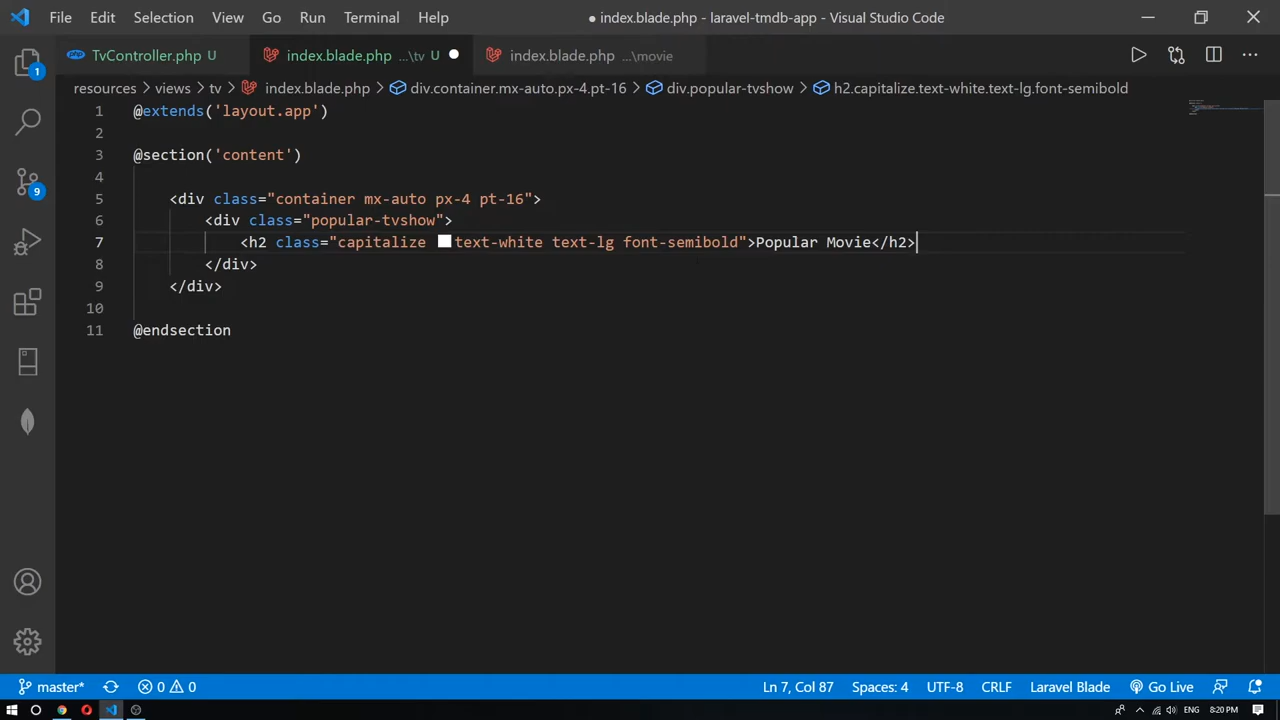 File Edit Selection View Go Run Terminal Help
● index.blade.php - laravel-tmdb-app - Visual Studio Code
TvController.php U
index.blade.php ...\tv U
index.blade.php ...\movie
resources > views > tv > index.blade.php > div.container.mx-auto.px-4.pt-16 > div.popular-tvshow > h2.capitalize.text-white.text-lg.font-semibold
1 @extends('layout.app')
2
3 @section('content')
4
5 <div class="container mx-auto px-4 pt-16">
6 <div class="popular-tvshow">
7 <h2 class="capitalize text-white text-lg font-semibold">Popular Movie</h2>
8 </div>
9 </div>
10
11 @endsection
1
9
master* 0 0 Ln 7, Col 87 Spaces: 4 UTF-8 CRLF Laravel Blade Go Live
ENG 8:20 PM